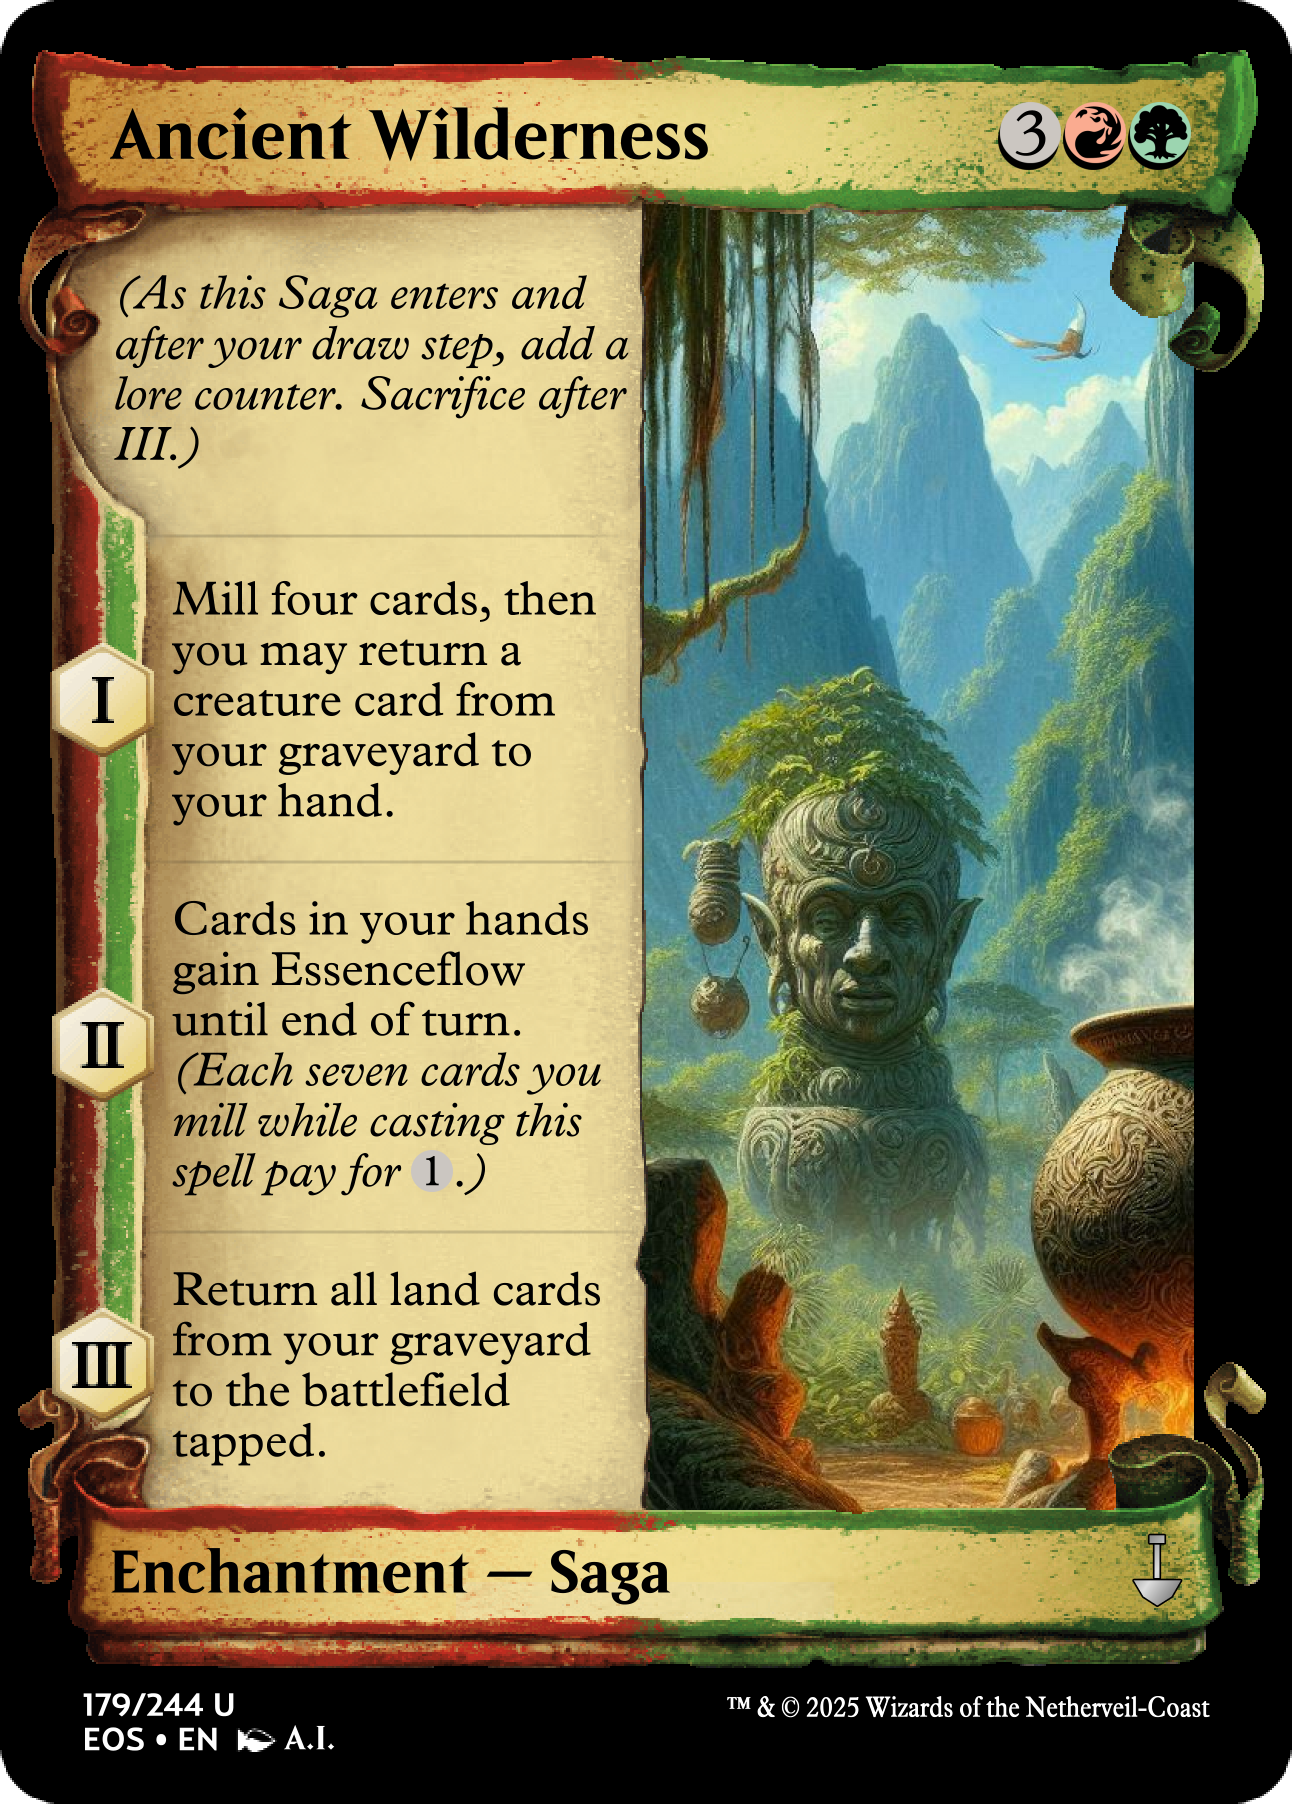 Ancient Wilderness 3
(As this Saga enters and
after your draw step, add a
lore counter. Sacrifice after
III.)
I
Mill four cards, then
you may return a
creature card from
your graveyard to
your hand.
II
Cards in your hands
gain Essenceflow
until end of turn.
(Each seven cards you
mill while casting this
spell pay for 1.)
III
Return all land cards
from your graveyard
to the battlefield
tapped.
Enchantment — Saga
179/244 U
EOS • EN A.I.
™ & © 2025 Wizards of the Netherveil-Coast